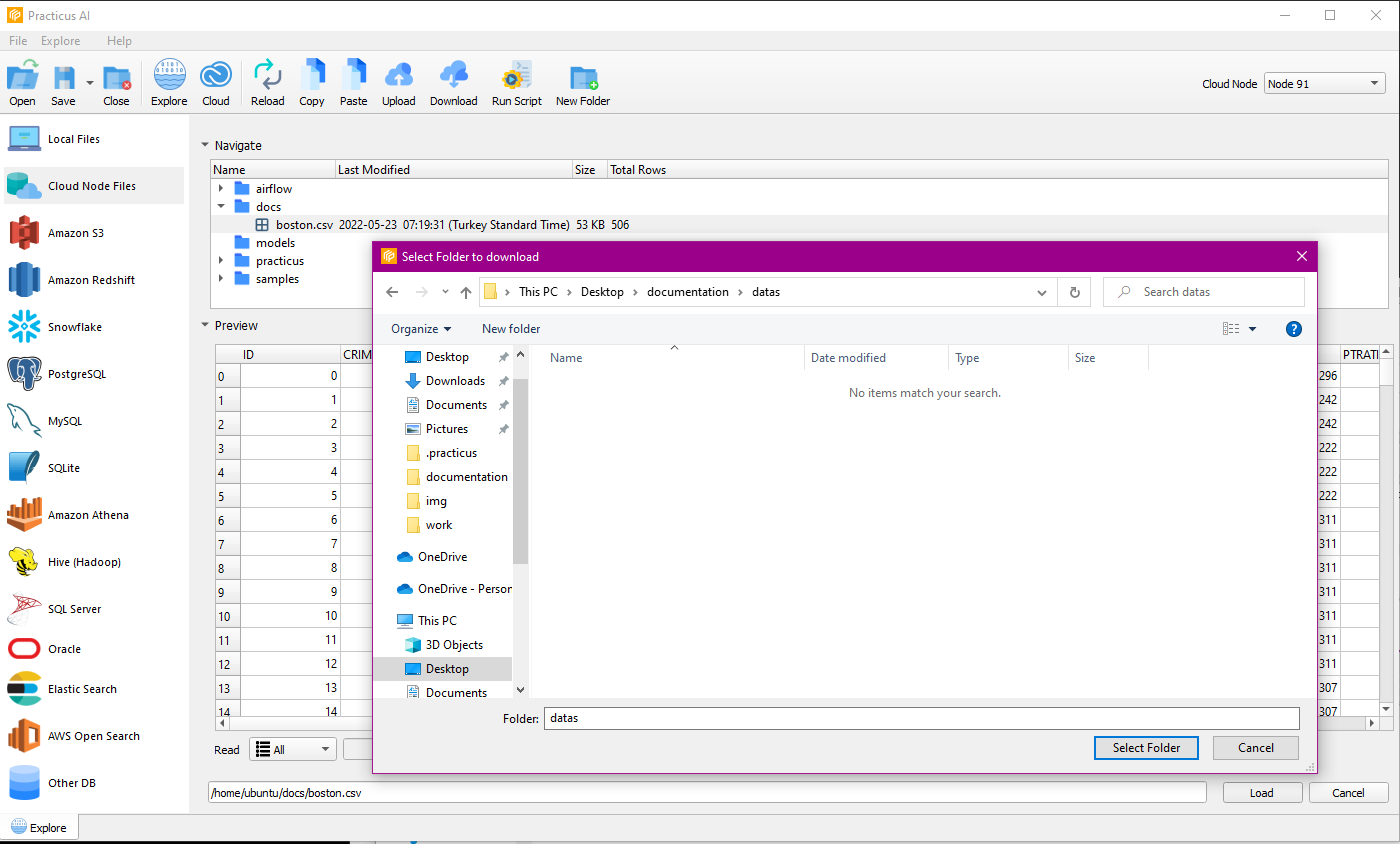 Practicus AI
File Explore Help
Open Save Close Explore Cloud Reload Copy Paste Upload Download Run Script New Folder
Cloud Node Node 91
Local Files
Cloud Node Files
Amazon S3
Amazon Redshift
Snowflake
PostgreSQL
MySQL
SQLite
Amazon Athena
Hive (Hadoop)
SQL Server
Oracle
Elastic Search
AWS Open Search
Other DB
Explore
Navigate
Name Last Modified Size Total Rows
airflow
docs
boston.csv 2022-05-23 07:19:31 (Turkey Standard Time) 53 KB 506
models
practicus
samples
Preview
ID CRIM PTRATI
0 0 296
1 1 242
2 2 242
3 3 222
4 4 222
5 5 222
6 6 311
7 7 311
8 8 311
9 9 311
10 10 311
11 11 311
12 12 311
13 13 307
14 14 307
Read All
/home/ubuntu/docs/boston.csv
Load Cancel
Select Folder to download
This PC Desktop documentation datas
Search datas
Organize New folder
?
Desktop
Downloads
Documents
Pictures
.practicus
documentation
img
work
OneDrive
OneDrive - Person
This PC
3D Objects
Desktop
Documents
Name Date modified Type Size
No items match your search.
Folder: datas
Select Folder Cancel